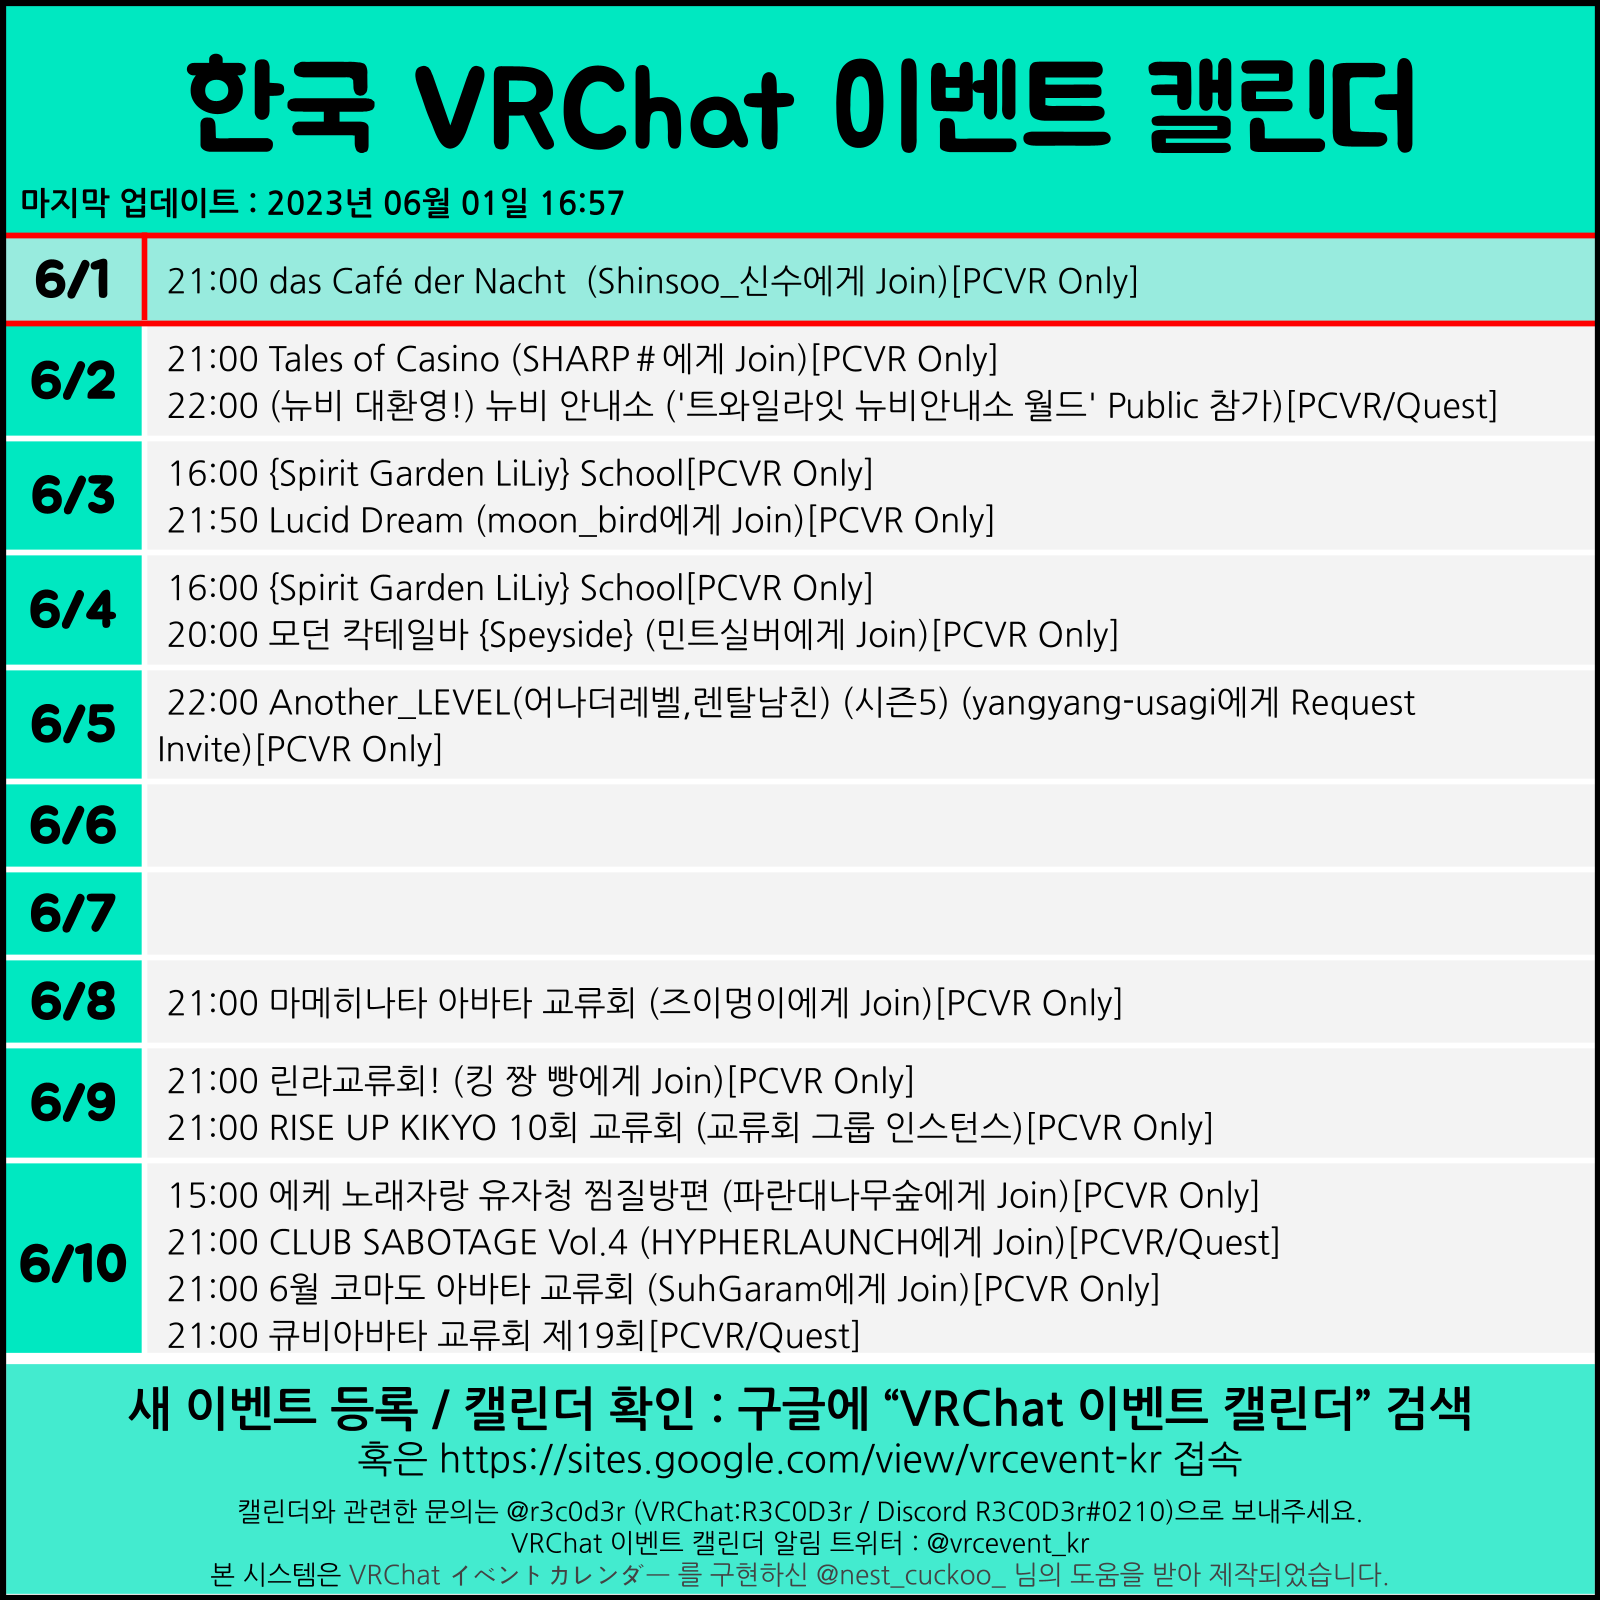 한국 VRChat 이벤트 캘린더
마지막 업데이트 : 2023년 06월 01일 16:57
6/1
21:00 das Café der Nacht (Shinsoo_신수에게 Join)[PCVR Only]
6/2
21:00 Tales of Casino (SHARP#에게 Join)[PCVR Only]
22:00 (뉴비 대환영!) 뉴비 안내소 ('트와일라잇 뉴비안내소 월드' Public 참가)[PCVR/Quest]
6/3
16:00 {Spirit Garden LiLiy} School[PCVR Only]
21:50 Lucid Dream (moon_bird에게 Join)[PCVR Only]
6/4
16:00 {Spirit Garden LiLiy} School[PCVR Only]
20:00 모던 칵테일바 {Speyside} (민트실버에게 Join)[PCVR Only]
6/5
22:00 Another_LEVEL(어나더레벨,렌탈남친) (시즌5) (yangyang-usagi에게 Request
Invite)[PCVR Only]
6/6
6/7
6/8
21:00 마메히나타 아바타 교류회 (즈이멍이에게 Join)[PCVR Only]
6/9
21:00 린라교류회! (킹 짱 빵에게 Join)[PCVR Only]
21:00 RISE UP KIKYO 10회 교류회 (교류회 그룹 인스턴스)[PCVR Only]
6/10
15:00 에케 노래자랑 유자청 찜질방편 (파란대나무숲에게 Join)[PCVR Only]
21:00 CLUB SABOTAGE Vol.4 (HYPHERLAUNCH에게 Join)[PCVR/Quest]
21:00 6월 코마도 아바타 교류회 (SuhGaram에게 Join)[PCVR Only]
21:00 큐비아바타 교류회 제19회[PCVR/Quest]
새 이벤트 등록 / 캘린더 확인 : 구글에 “VRChat 이벤트 캘린더” 검색
혹은 https://sites.google.com/view/vrcevent-kr 접속
캘린더와 관련한 문의는 @r3c0d3r (VRChat:R3C0D3r / Discord R3C0D3r#0210)으로 보내주세요.
VRChat 이벤트 캘린더 알림 트위터 : @vrcevent_kr
본 시스템은 VRChat イベントカレンダー 를 구현하신 @nest_cuckoo_ 님의 도움을 받아 제작되었습니다.